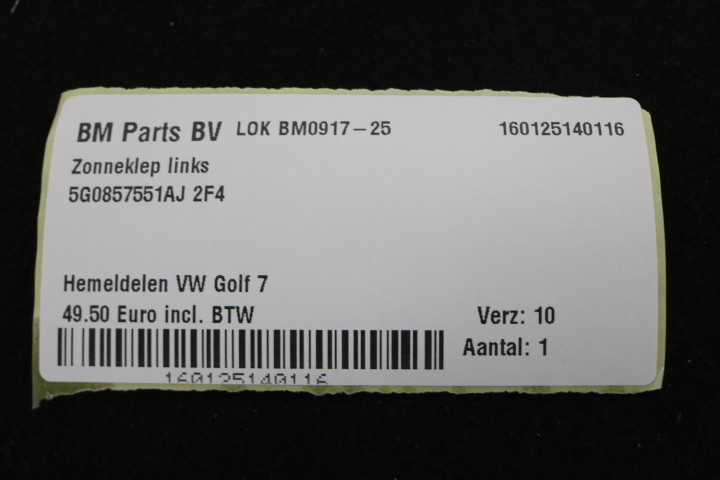 BM Parts BV LOK BM0917-25 160125140116
Zonneklep links
5G0857551AJ 2F4
Hemeldelen VW Golf 7
49.50 Euro incl. BTW Verz: 10
Aantal: 1
160125140116